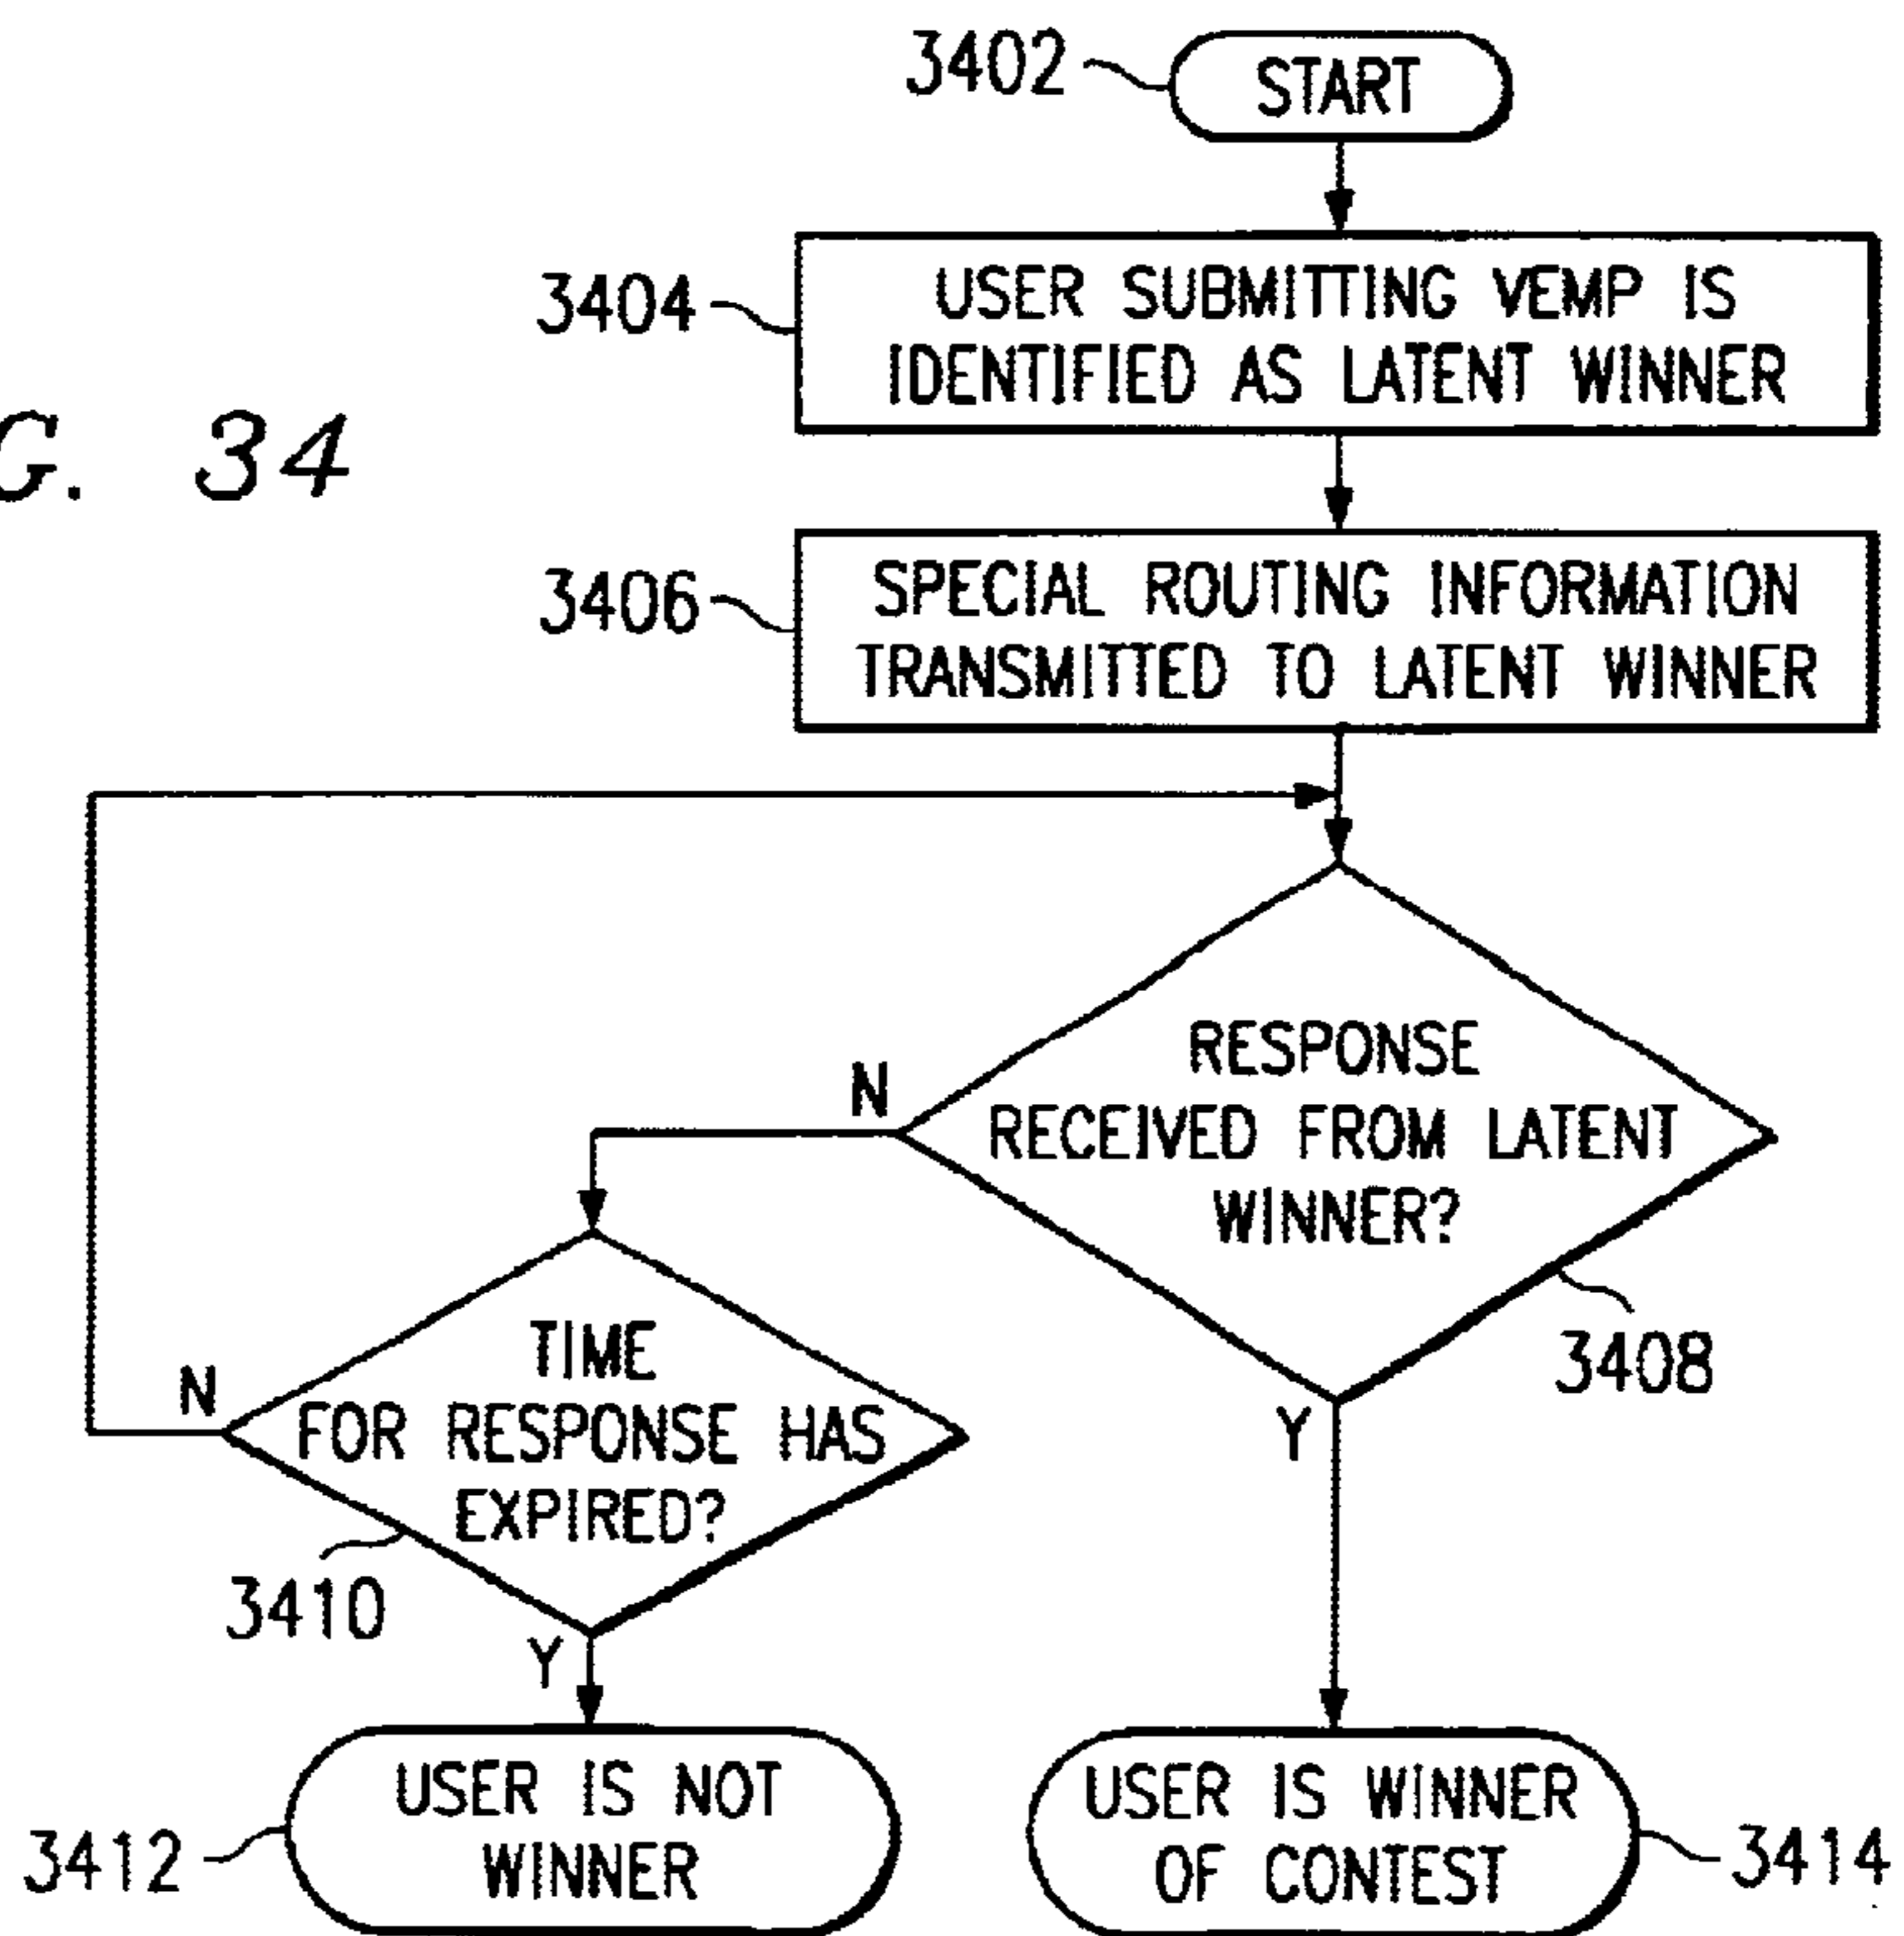 3402
START
3404
USER SUBMITTING VEMP IS
IDENTIFIED AS LATENT WINNER
G. 34
3406
SPECIAL ROUTING INFORMATION
TRANSMITTED TO LATENT WINNER
RESPONSE
RECEIVED FROM LATENT
WINNER?
N
3408
Y
TIME
FOR RESPONSE HAS
EXPIRED?
N
3410
Y
USER IS NOT
WINNER
3412
USER IS WINNER
OF CONTEST
3414